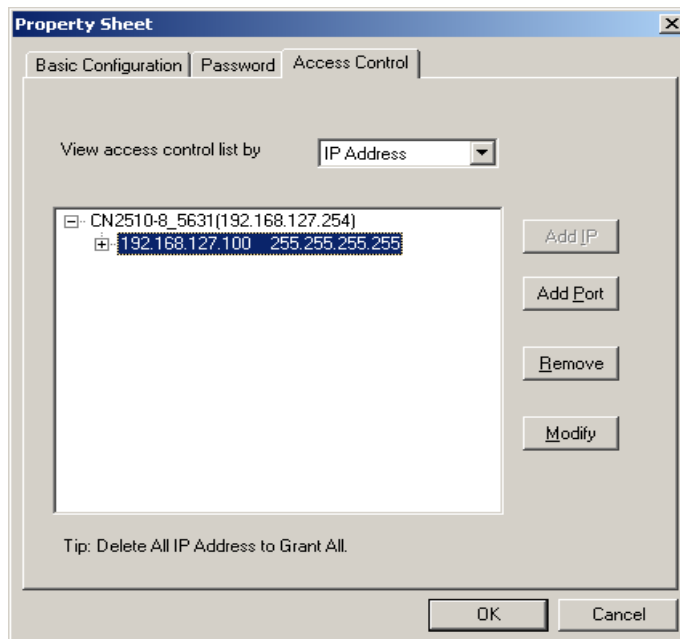 Property Sheet
Basic Configuration Password Access Control
View access control list by IP Address
CN2510-8_5631(192.168.127.254)
192.168.127.100 255.255.255.255
Add IP
Add Port
Remove
Modify
Tip: Delete All IP Address to Grant All.
OK Cancel